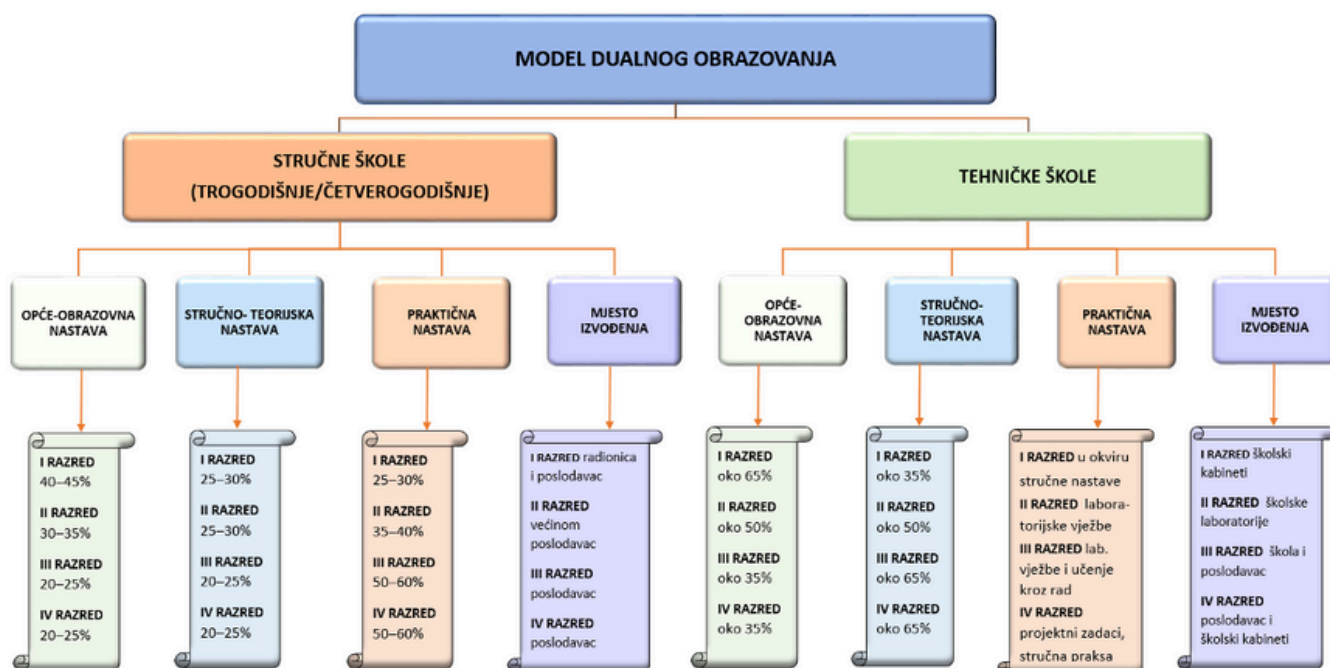 MODEL DUALNOG OBRAZOVANJA
STRUČNE ŠKOLE
(TROGODIŠNJE/ČETVEROGODIŠNJE)
TEHNIČKE ŠKOLE
OPĆE-OBRAZOVNA
NASTAVA
STRUČNO- TEORIJSKA
NASTAVA
PRAKTIČNA
NASTAVA
MJESTO
IZVOĐENJA
OPĆE-
OBRAZOVNA
NASTAVA
STRUČNO-
TEORIJSKA
NASTAVA
PRAKTIČNA
NASTAVA
MJESTO
IZVOĐENJA
I RAZRED
40–45%
II RAZRED
30–35%
III RAZRED
20–25%
IV RAZRED
20–25%
I RAZRED
25–30%
II RAZRED
25–30%
III RAZRED
20–25%
IV RAZRED
20–25%
I RAZRED
25–30%
II RAZRED
35–40%
III RAZRED
50–60%
IV RAZRED
50–60%
I RAZRED radionica
i poslodavac
II RAZRED
većinom
poslodavac
III RAZRED
poslodavac
IV RAZRED
poslodavac
I RAZRED
oko 65%
II RAZRED
oko 50%
III RAZRED
oko 35%
IV RAZRED
oko 35%
I RAZRED
oko 35%
II RAZRED
oko 50%
III RAZRED
oko 65%
IV RAZRED
oko 65%
I RAZRED u okviru
stručne nastave
II RAZRED labora-
torijske vježbe
III RAZRED lab.
vježbe i učenje
kroz rad
IV RAZRED
projektni zadaci,
stručna praksa
I RAZRED školski
kabineti
II RAZRED školske
laboratorije
III RAZRED škola i
poslodavac
IV RAZRED
poslodavac i
školski kabineti